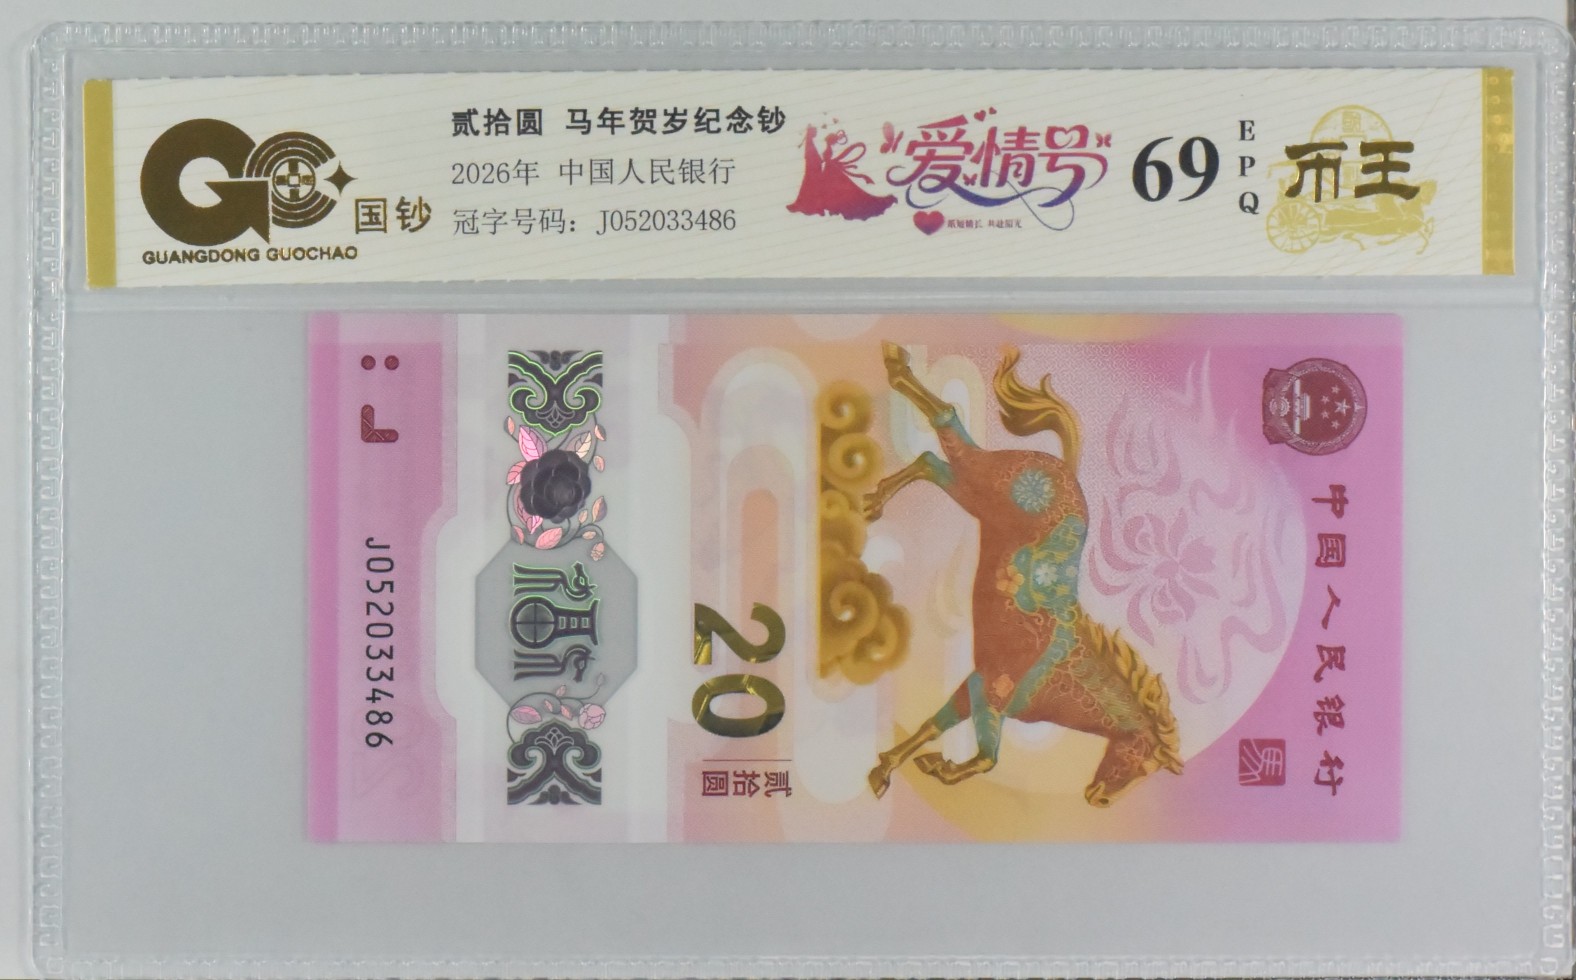 贰拾圆 马年贺岁纪念钞
2026年 中国人民银行
冠字号码：J052033486
国钞
GUANGDONG GUOCHAO
爱情号
69
EPQ
币王
中国人民银行
20
贰拾圆
福
J052033486